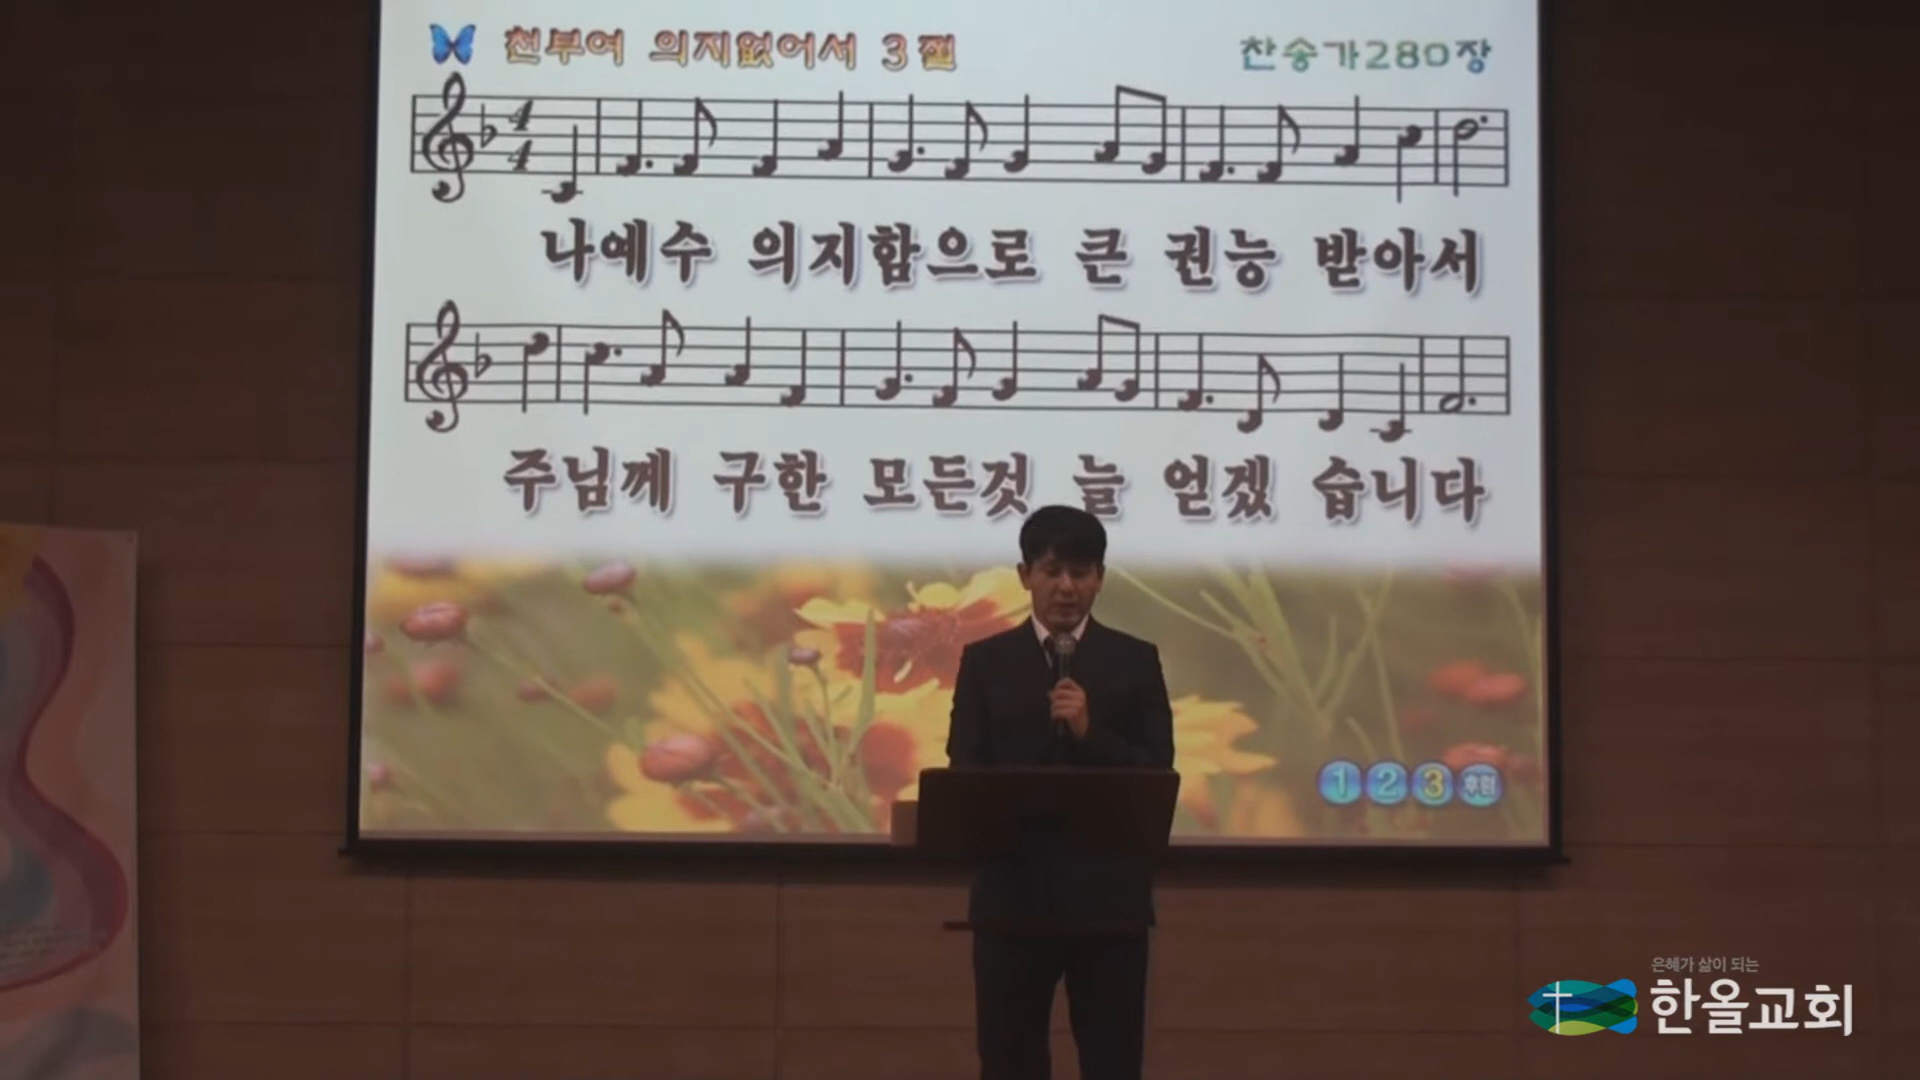 천부여 의지없어서 3절
찬송가280장
나예수 의지함으로 큰 권능 받아서
주님께 구한 모든것 늘 얻겠 습니다
1 2 3 후렴
은혜가 삶이 되는
한올교회